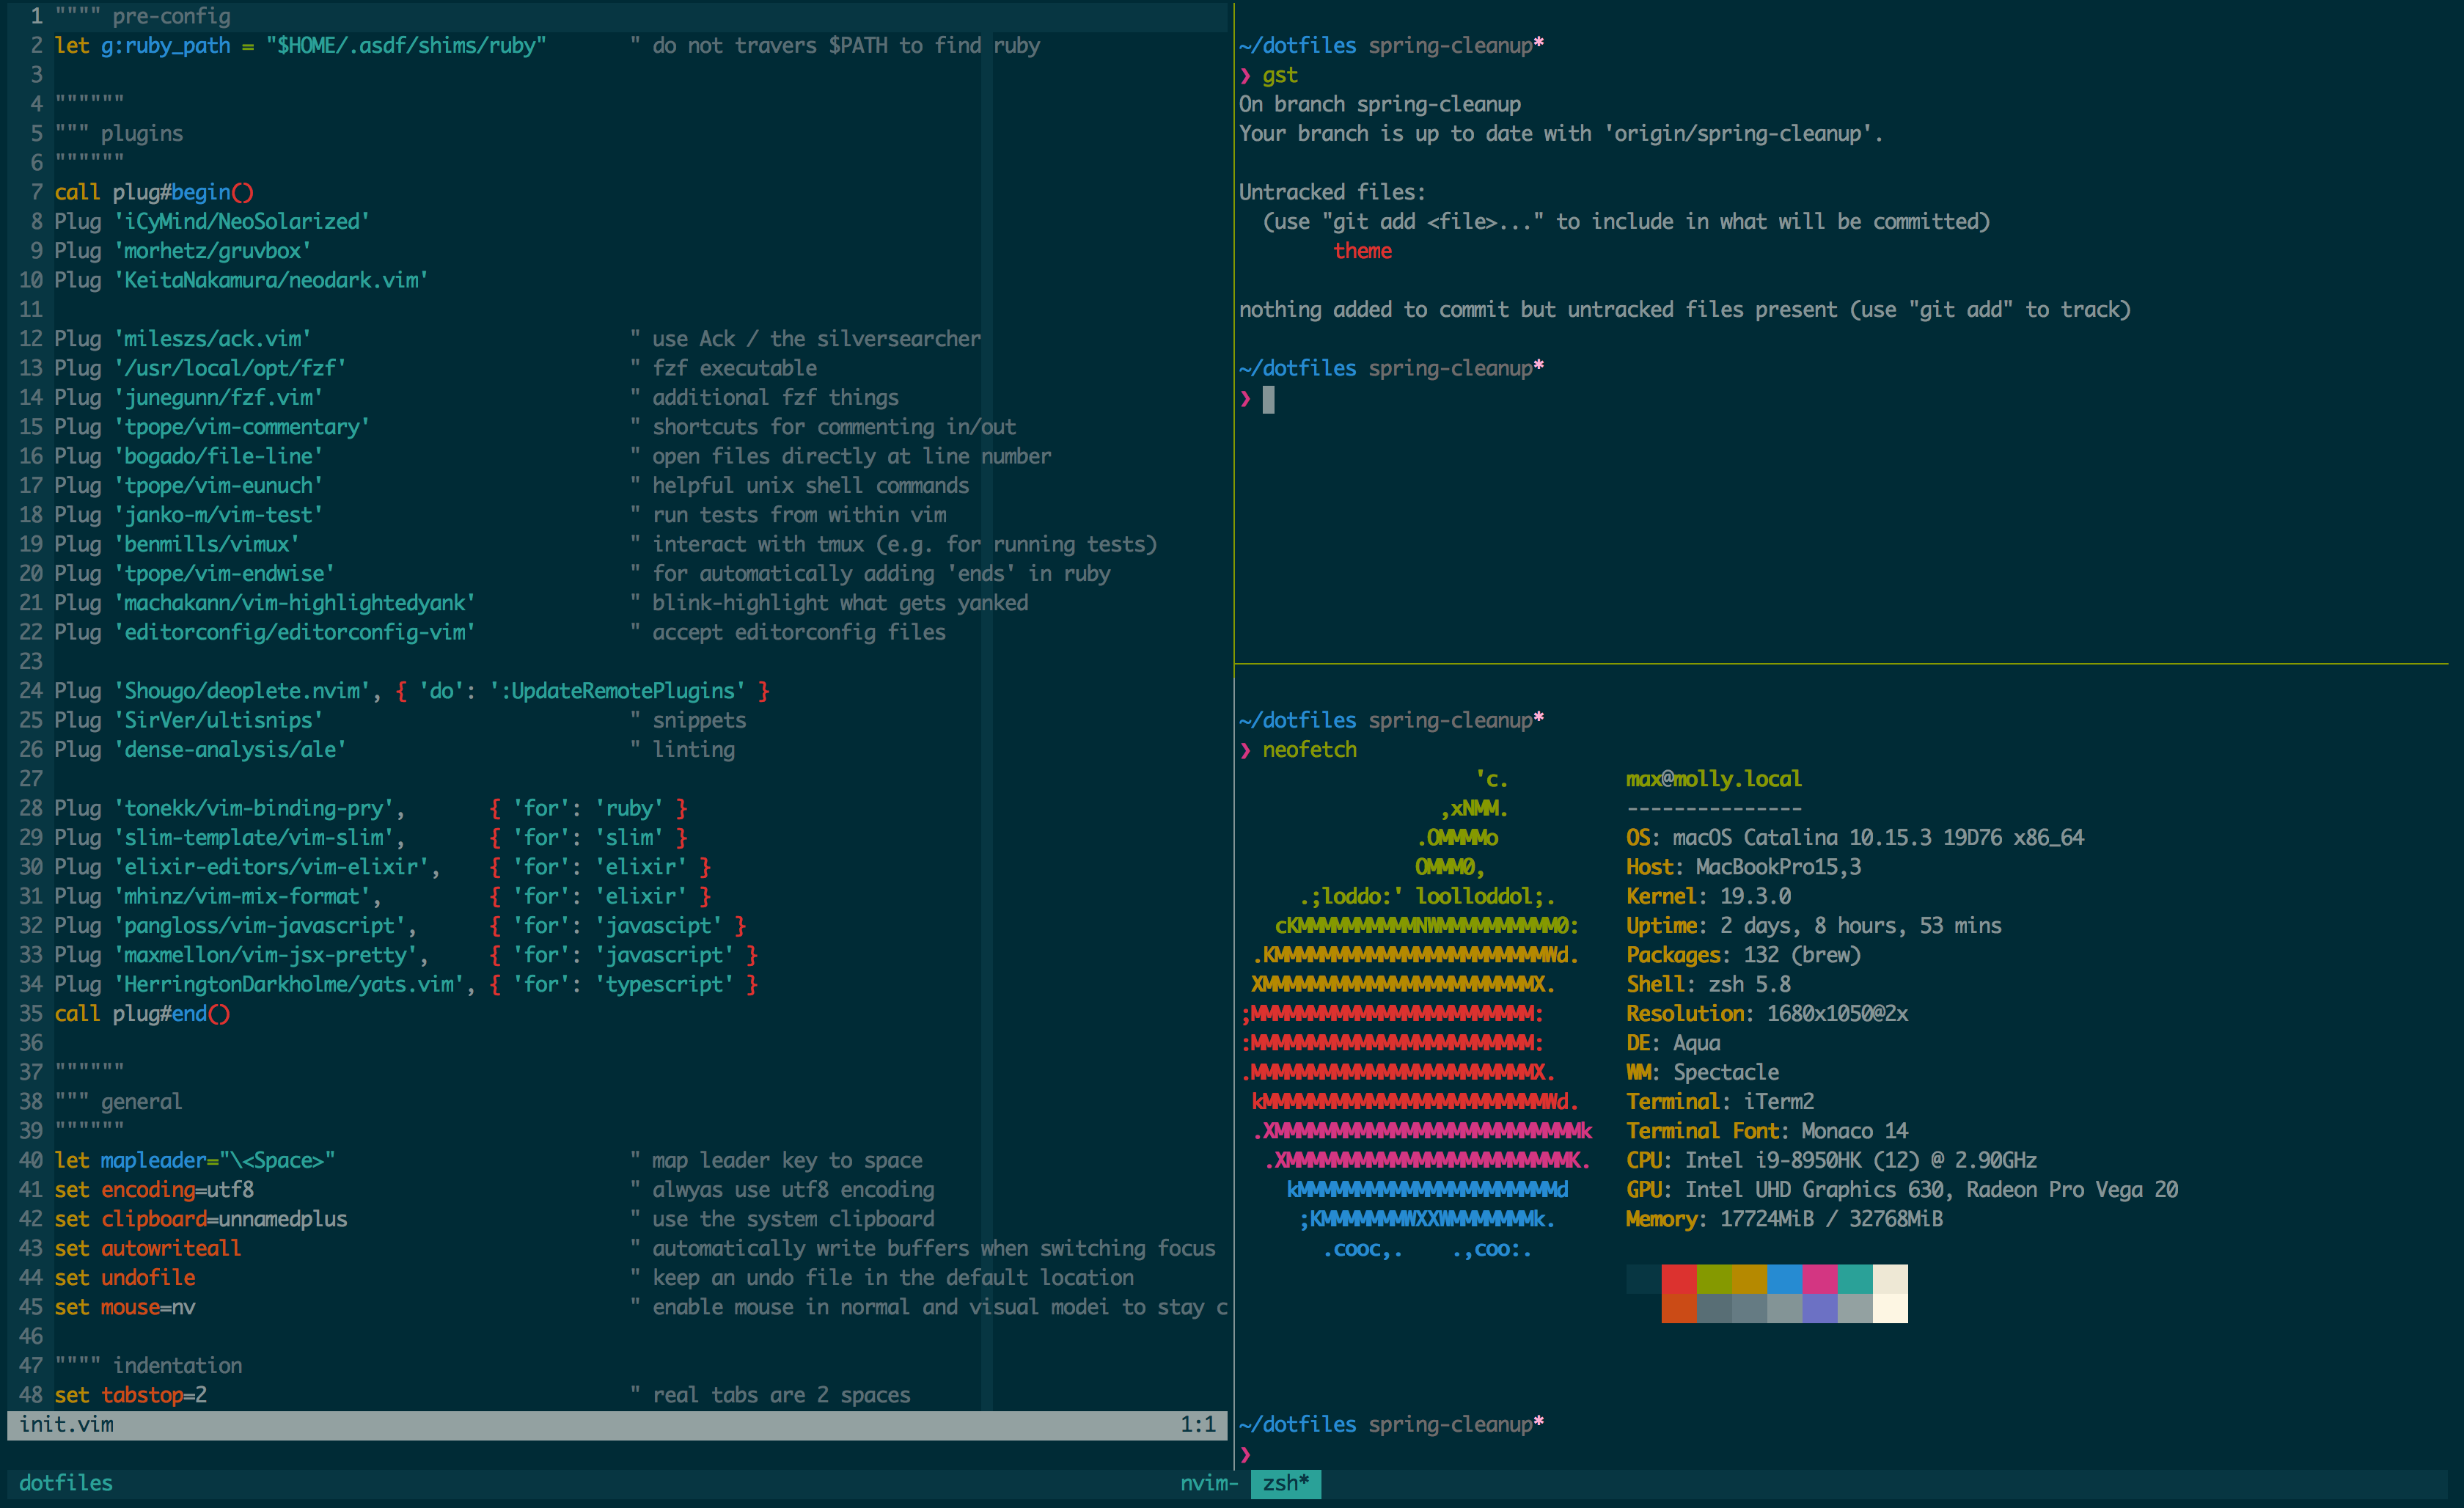 1 """" pre-config
2 let g:ruby_path = "$HOME/.asdf/shims/ruby" " do not travers $PATH to find ruby
3
4 """"""
5 """ plugins
6 """"""
7 call plug#begin()
8 Plug 'iCyMind/NeoSolarized'
9 Plug 'morhetz/gruvbox'
10 Plug 'KeitaNakamura/neodark.vim'
11
12 Plug 'mileszs/ack.vim' " use Ack / the silversearcher
13 Plug '/usr/local/opt/fzf' " fzf executable
14 Plug 'junegunn/fzf.vim' " additional fzf things
15 Plug 'tpope/vim-commentary' " shortcuts for commenting in/out
16 Plug 'bogado/file-line' " open files directly at line number
17 Plug 'tpope/vim-eunuch' " helpful unix shell commands
18 Plug 'janko-m/vim-test' " run tests from within vim
19 Plug 'benmills/vimux' " interact with tmux (e.g. for running tests)
20 Plug 'tpope/vim-endwise' " for automatically adding 'ends' in ruby
21 Plug 'machakann/vim-highlightedyank' " blink-highlight what gets yanked
22 Plug 'editorconfig/editorconfig-vim' " accept editorconfig files
23
24 Plug 'Shougo/deoplete.nvim', { 'do': ':UpdateRemotePlugins' }
25 Plug 'SirVer/ultisnips' " snippets
26 Plug 'dense-analysis/ale' " linting
27
28 Plug 'tonekk/vim-binding-pry', { 'for': 'ruby' }
29 Plug 'slim-template/vim-slim', { 'for': 'slim' }
30 Plug 'elixir-editors/vim-elixir', { 'for': 'elixir' }
31 Plug 'mhinz/vim-mix-format', { 'for': 'elixir' }
32 Plug 'pangloss/vim-javascript', { 'for': 'javascipt' }
33 Plug 'maxmellon/vim-jsx-pretty', { 'for': 'javascript' }
34 Plug 'HerringtonDarkholme/yats.vim', { 'for': 'typescript' }
35 call plug#end()
36
37 """"""
38 """ general
39 """"""
40 let mapleader="\<Space>" " map leader key to space
41 set encoding=utf8 " alwyas use utf8 encoding
42 set clipboard=unnamedplus " use the system clipboard
43 set autowriteall " automatically write buffers when switching focus
44 set undofile " keep an undo file in the default location
45 set mouse=nv " enable mouse in normal and visual modei to stay c
46
47 """" indentation
48 set tabstop=2 " real tabs are 2 spaces
init.vim 1:1
~/dotfiles spring-cleanup*
❯ gst
On branch spring-cleanup
Your branch is up to date with 'origin/spring-cleanup'.
Untracked files:
(use "git add <file>..." to include in what will be committed)
theme
nothing added to commit but untracked files present (use "git add" to track)
~/dotfiles spring-cleanup*
❯
~/dotfiles spring-cleanup*
❯ neofetch
max@molly.local
---------------
OS: macOS Catalina 10.15.3 19D76 x86_64
Host: MacBookPro15,3
Kernel: 19.3.0
Uptime: 2 days, 8 hours, 53 mins
Packages: 132 (brew)
Shell: zsh 5.8
Resolution: 1680x1050@2x
DE: Aqua
WM: Spectacle
Terminal: iTerm2
Terminal Font: Monaco 14
CPU: Intel i9-8950HK (12) @ 2.90GHz
GPU: Intel UHD Graphics 630, Radeon Pro Vega 20
Memory: 17724MiB / 32768MiB
~/dotfiles spring-cleanup*
❯
dotfiles nvim- zsh*